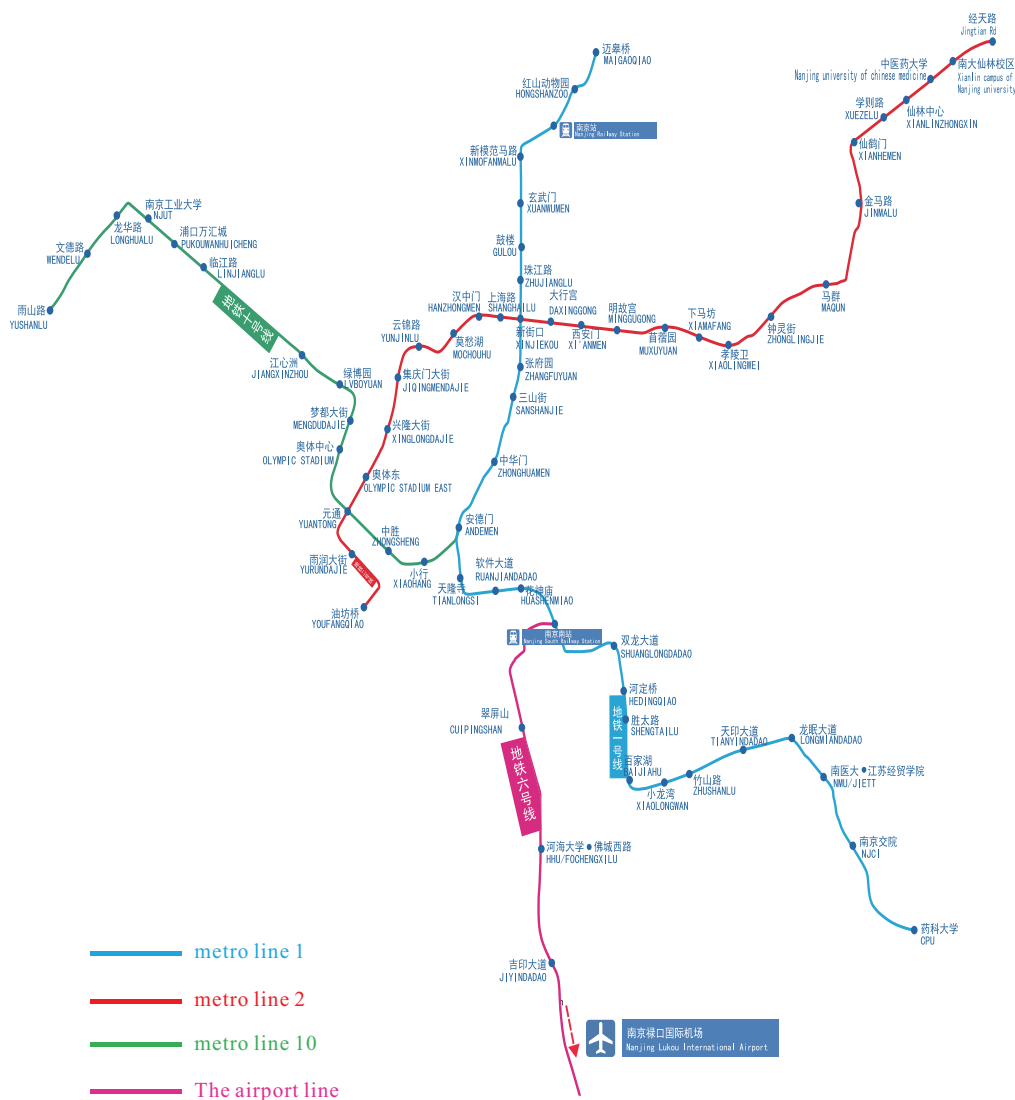 经天路
Jingtian Rd
南大仙林校区
Xianlin campus of
Nanjing university
中医药大学
Nanjing university of chinese medicine
仙林中心
XIANLINZHONGXIN
学则路
XUEZELU
仙鹤门
XIANHEMEN
金马路
JINMALU
马群
MAQUN
钟灵街
ZHONGLINGJIE
孝陵卫
XIAOLINGWEI
下马坊
XIAMAFANG
苜蓿园
MUXUYUAN
明故宫
MINGGUGONG
西安门
XI'ANMEN
大行宫
DAXINGGONG
新街口
XINJIEKOU
上海路
SHANGHAILU
汉中门
HANZHONGMEN
莫愁湖
MOCHOUHU
云锦路
YUNJINLU
集庆门大街
JIQINGMENDAJIE
兴隆大街
XINGLONGDAJIE
奥体东
OLYMPIC STADIUM EAST
元通
YUANTONG
雨润大街
YURUNDAJIE
油坊桥
YOUFANGQIAO
迈皋桥
MAIGAOQIAO
红山动物园
HONGSHANZOO
南京站
Nanjing Railway Station
新模范马路
XINMOFANMALU
玄武门
XUANWUMEN
鼓楼
GULOU
珠江路
ZHUJIANGLU
张府园
ZHANGFUYUAN
三山街
SANSHANJIE
中华门
ZHONGHUAMEN
安德门
ANDEMEN
天隆寺
TIANLONGSI
软件大道
RUANJIANDADAO
花神庙
HUASHENMIAO
南京南站
Nanjing South Railway Station
双龙大道
SHUANGLONGDADAO
河定桥
HEDINGQIAO
胜太路
SHENGTAILU
地铁一号线
百家湖
BAIJIAHU
小龙湾
XIAOLONGWAN
竹山路
ZHUSHANLU
天印大道
TIANYINDADAO
龙眠大道
LONGMIANDADAO
南医大●江苏经贸学院
NMU/JIETT
南京交院
NJCI
药科大学
CPU
雨山路
YUSHANLU
文德路
WENDELU
龙华路
LONGHUALU
南京工业大学
NJUT
浦口万汇城
PUKOUWANHUICHENG
临江路
LINJIANGLU
地铁十号线
江心洲
JIANGXINZHOU
绿博园
LVBOYUAN
梦都大街
MENGDUDAJIE
奥体中心
OLYMPIC STADIUM
中胜
ZHONGSHENG
小行
XIAOHANG
翠屏山
CUIPINGSHAN
地铁六号线
河海大学●佛城西路
HHU/FOCHENGXILU
吉印大道
JIYINDADAO
南京禄口国际机场
Nanjing Lukou International Airport
metro line 1
metro line 2
metro line 10
The airport line